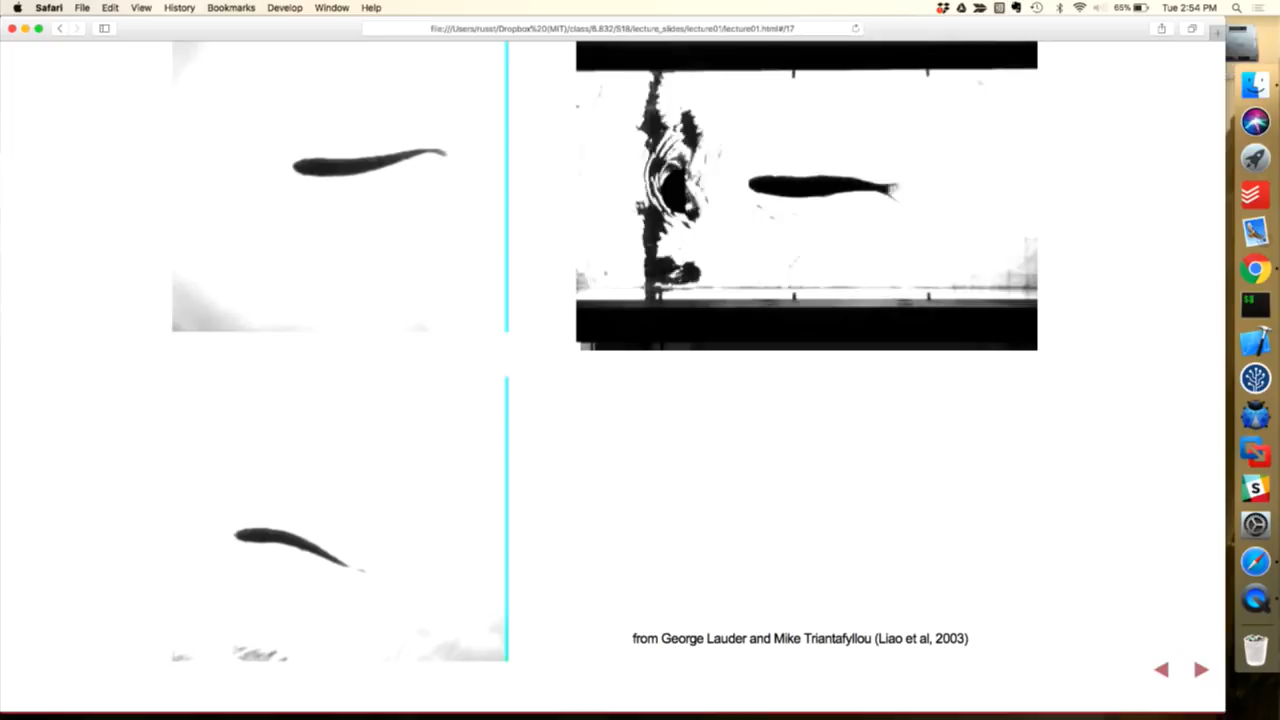 Safari File Edit View History Bookmarks Develop Window Help 65% Tue 2:54 PM
file:///Users/russt/Dropbox%20(MIT)/class/6.832/S18/lecture_slides/lecture01/lecture01.html#/17
S
from George Lauder and Mike Triantafyllou (Liao et al, 2003)